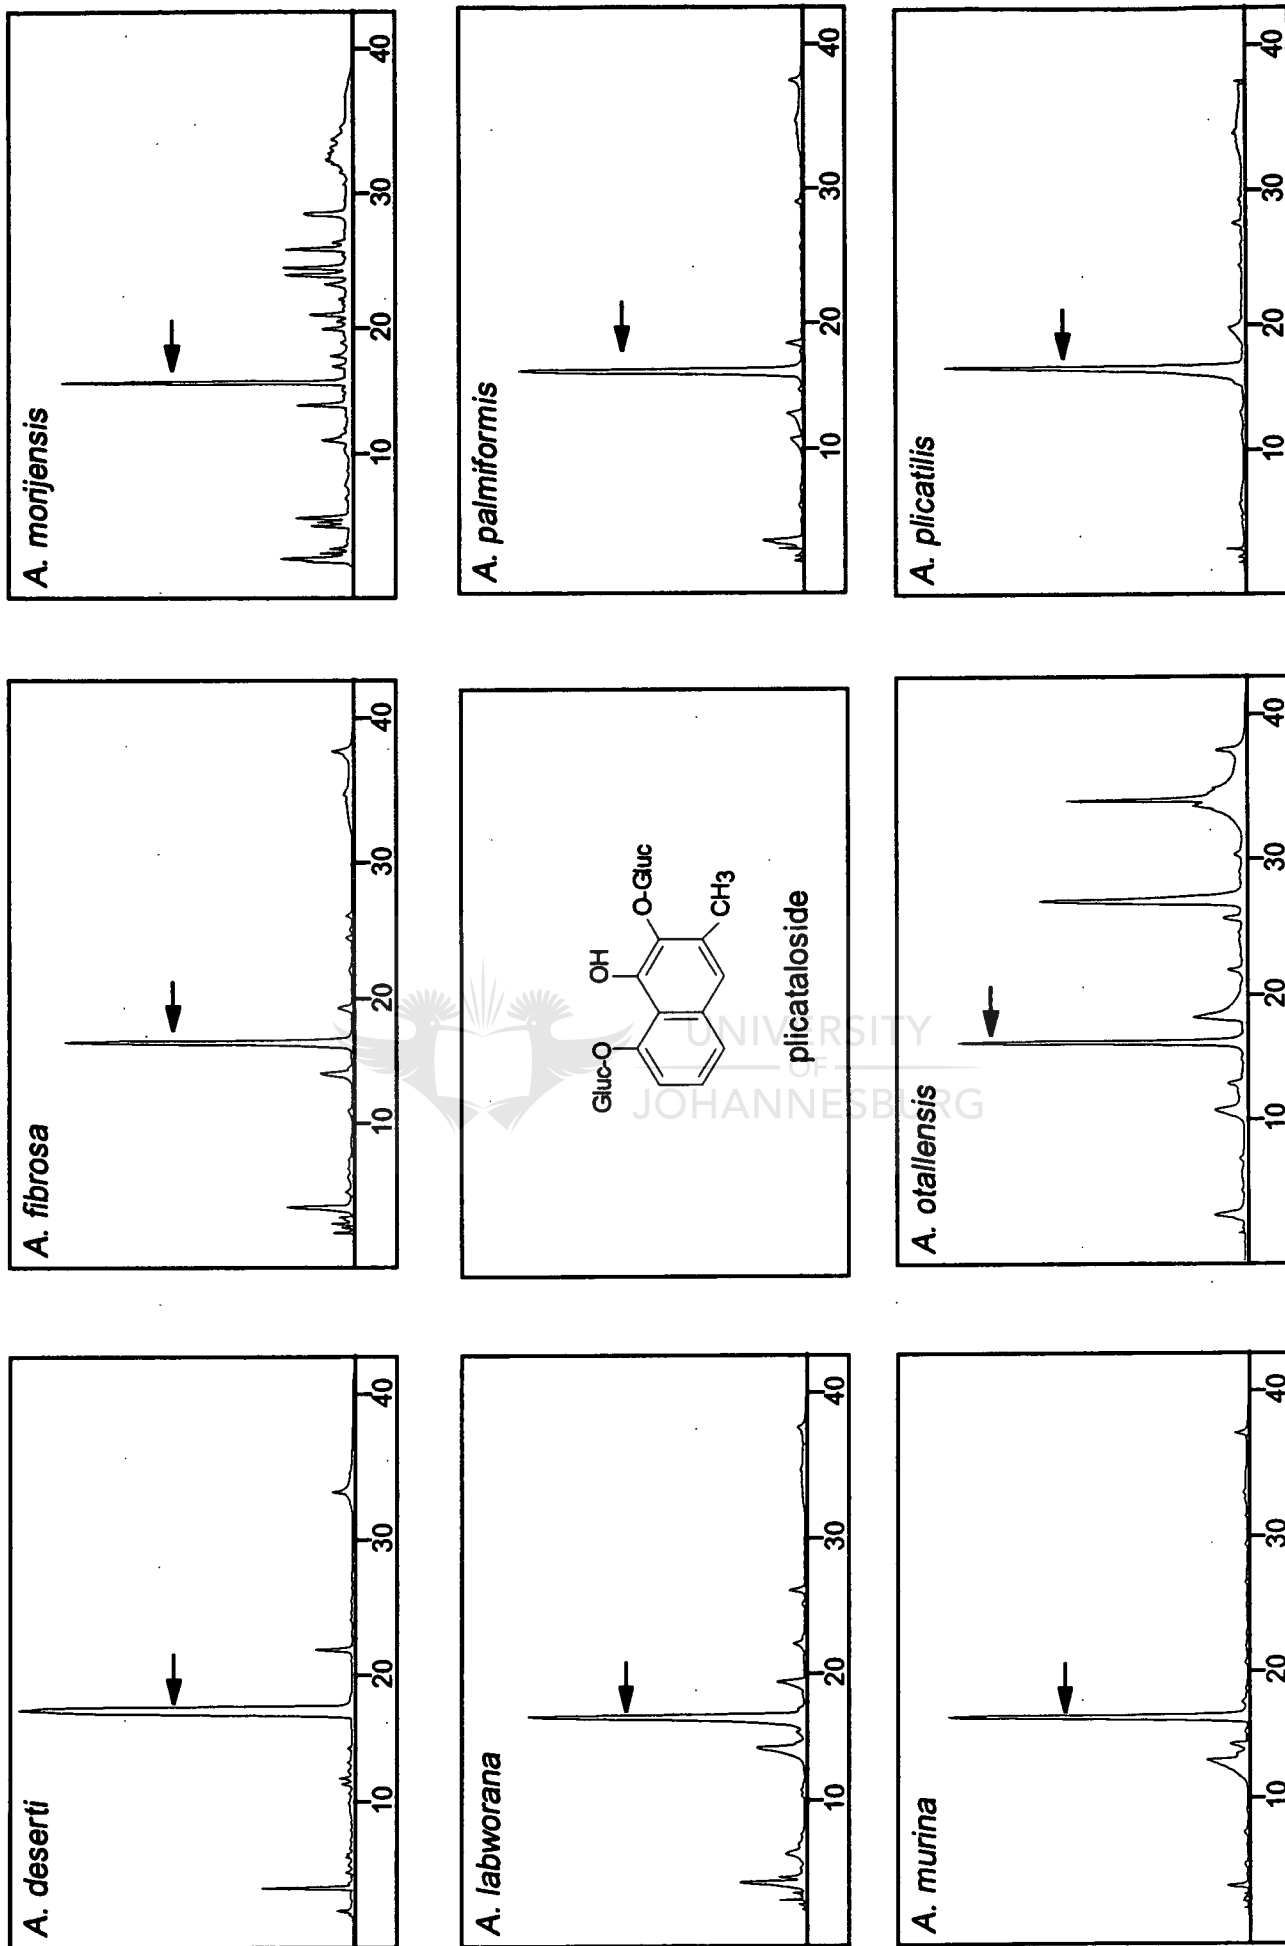 A. deserti
10 20 30 40
A. fibrosa
10 20 30 40
A. morijensis
10 20 30 40
A. labworana
10 20 30 40
Gluc-O
OH
O-Gluc
CH3
plicataloside
A. palmiformis
10 20 30 40
A. murina
10 20 30 40
A. otallensis
10 20 30 40
A. plicatilis
10 20 30 40
UNIVERSITY
OF
JOHANNESBURG